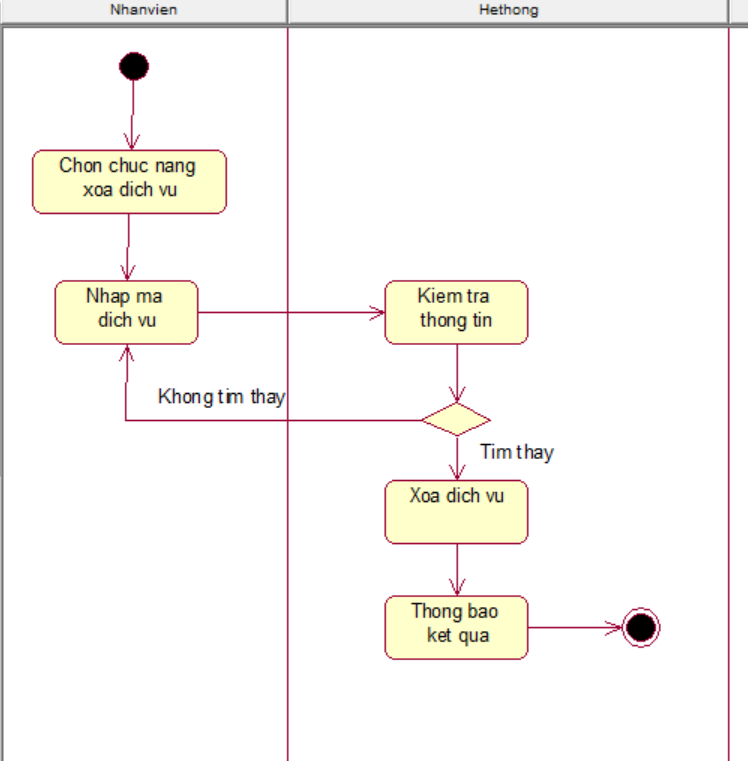 Nhanvien
Hethong
Chon chuc nang
xoa dich vu
Nhap ma
dich vu
Kiem tra
thong tin
Khong tim thay
Tim thay
Xoa dich vu
Thong bao
ket qua